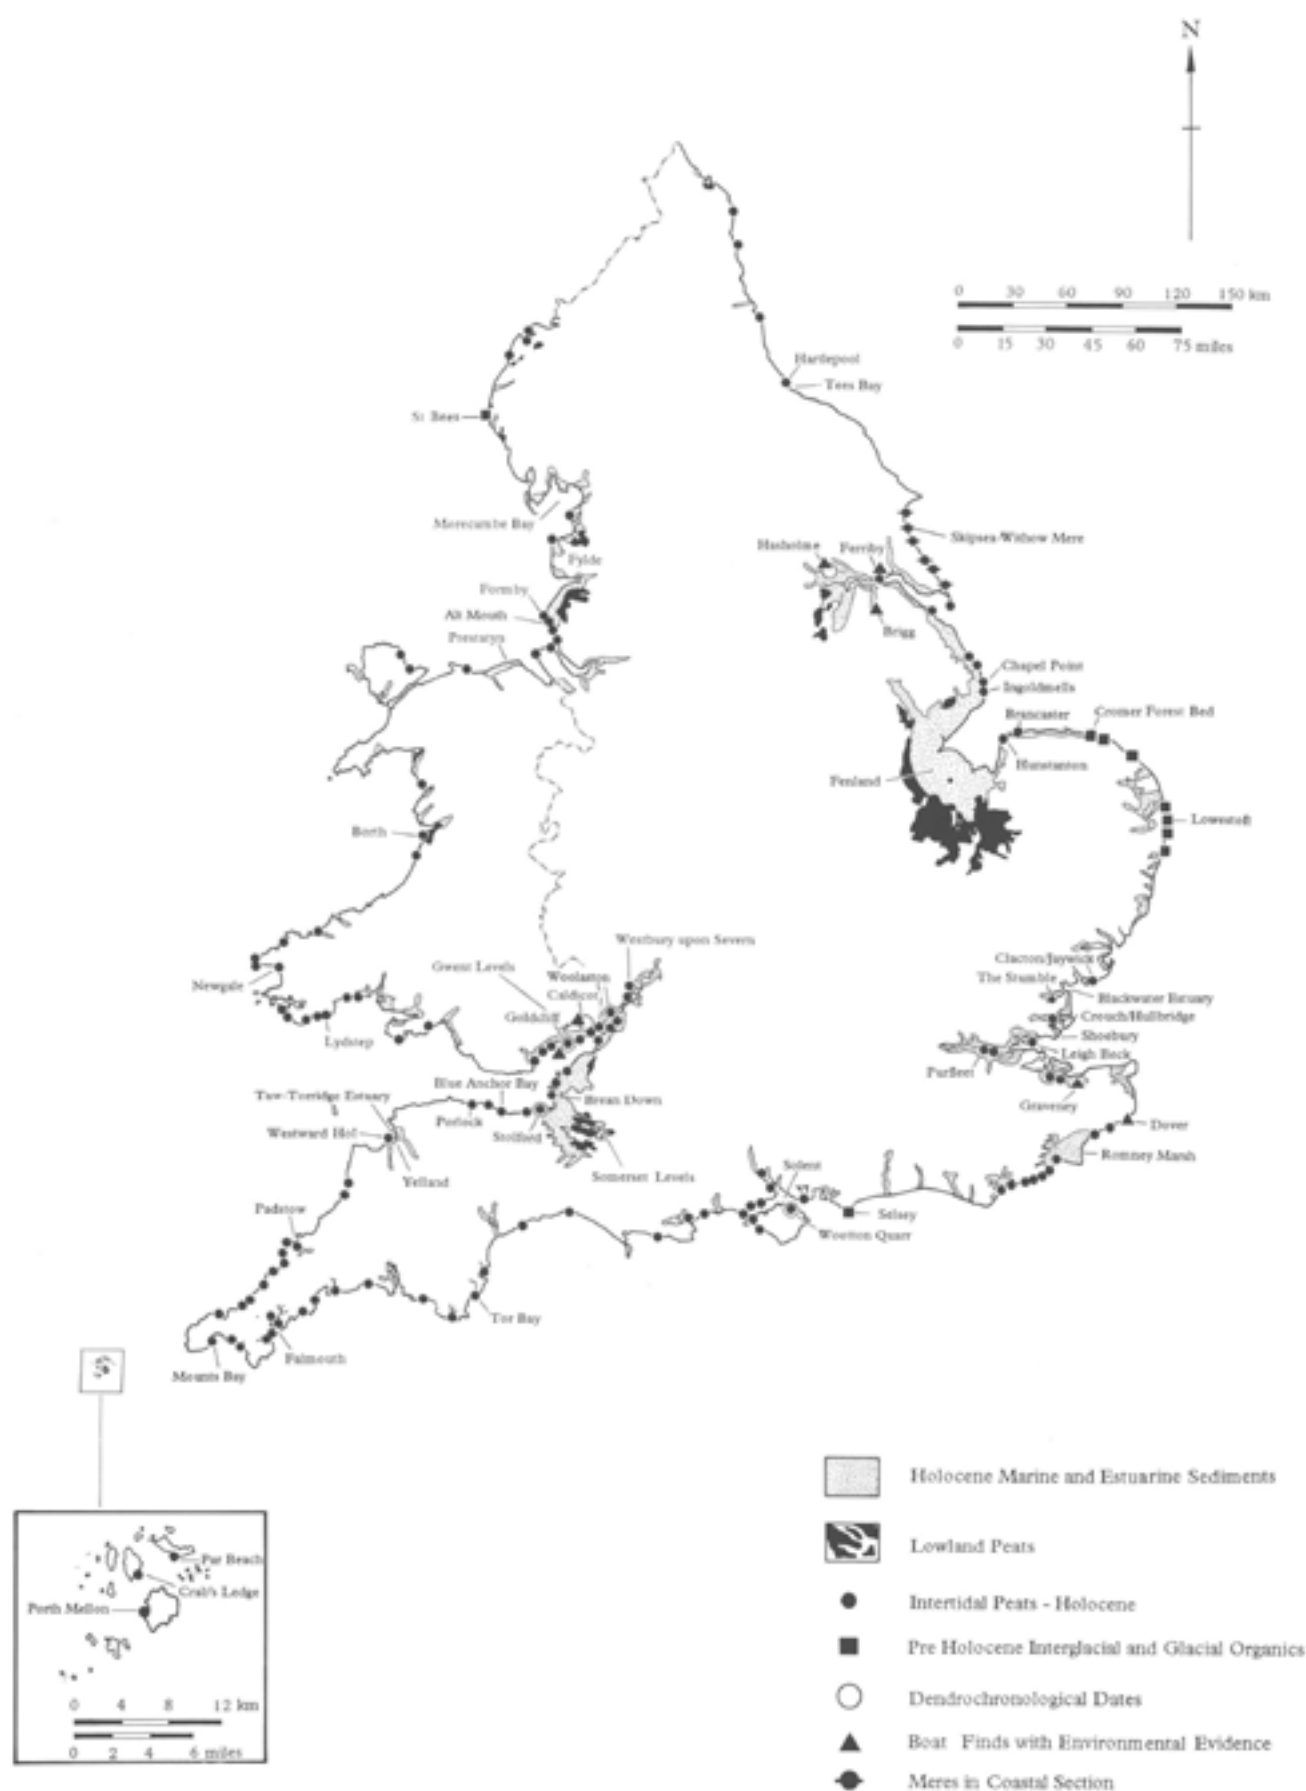 N
0 30 60 90 120 150 km
0 15 30 45 60 75 miles
Hartlepool
Tees Bay
St Bees
Morecambe Bay
Skipsea-Withow Mere
Hasholme
Ferriby
Fylde
Formby
Alt Mouth
Brigg
Chapel Point
Ingoldmells
Brancaster
Cromer Forest Bed
Hunstanton
Fenland
Lowestoft
Borth
Westbury upon Severn
Gwent Levels
Woolaston
Caldicot
Clacton/Jaywick
The Stumble
Newgale
Blackwater Estuary
Goldcliff
Crouch/Hullbridge
Lydstep
Shoebury
Leigh Beck
Purfleet
Blue Anchor Bay
Taw-Torridge Estuary
Brean Down
Graveney
Porlock
Dover
Westward Ho!
Stolford
Romney Marsh
Solent
Somerset Levels
Yelland
Padstow
Selsey
Wootton Quarr
Tor Bay
Falmouth
Mounts Bay
Par Beach
Crab's Ledge
Porth Mellon
0 4 8 12 km
0 2 4 6 miles
Holocene Marine and Estuarine Sediments
Lowland Peats
Intertidal Peats - Holocene
Pre Holocene Interglacial and Glacial Organics
Dendrochronological Dates
Boat Finds with Environmental Evidence
Meres in Coastal Section